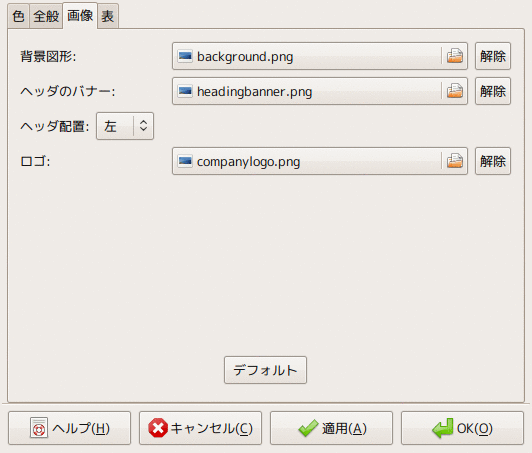 色 全般 画像 表
背景図形: background.png 解除
ヘッダのバナー: headingbanner.png 解除
ヘッダ配置: 左
ロゴ: companylogo.png 解除
デフォルト
ヘルプ(H) キャンセル(C) 適用(A) OK(O)